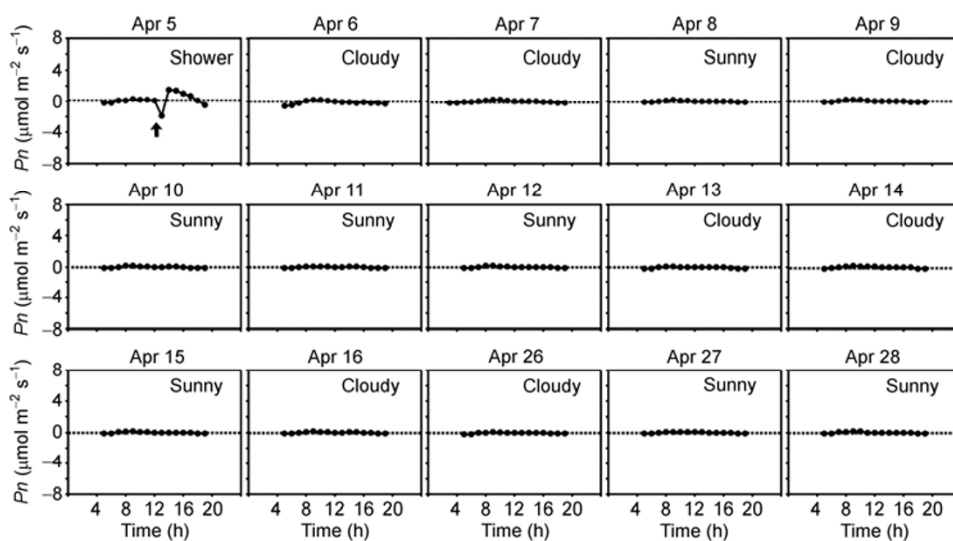 Apr 5 Apr 6 Apr 7 Apr 8 Apr 9
8
4
0
−4
−8
Pn (μmol m⁻² s⁻¹)
Shower Cloudy Cloudy Sunny Cloudy
Apr 10 Apr 11 Apr 12 Apr 13 Apr 14
8
4
0
−4
−8
Pn (μmol m⁻² s⁻¹)
Sunny Sunny Sunny Cloudy Cloudy
Apr 15 Apr 16 Apr 26 Apr 27 Apr 28
8
4
0
−4
−8
Pn (μmol m⁻² s⁻¹)
Sunny Cloudy Cloudy Sunny Sunny
4 8 12 16 20 4 8 12 16 20 4 8 12 16 20 4 8 12 16 20 4 8 12 16 20
Time (h) Time (h) Time (h) Time (h) Time (h)